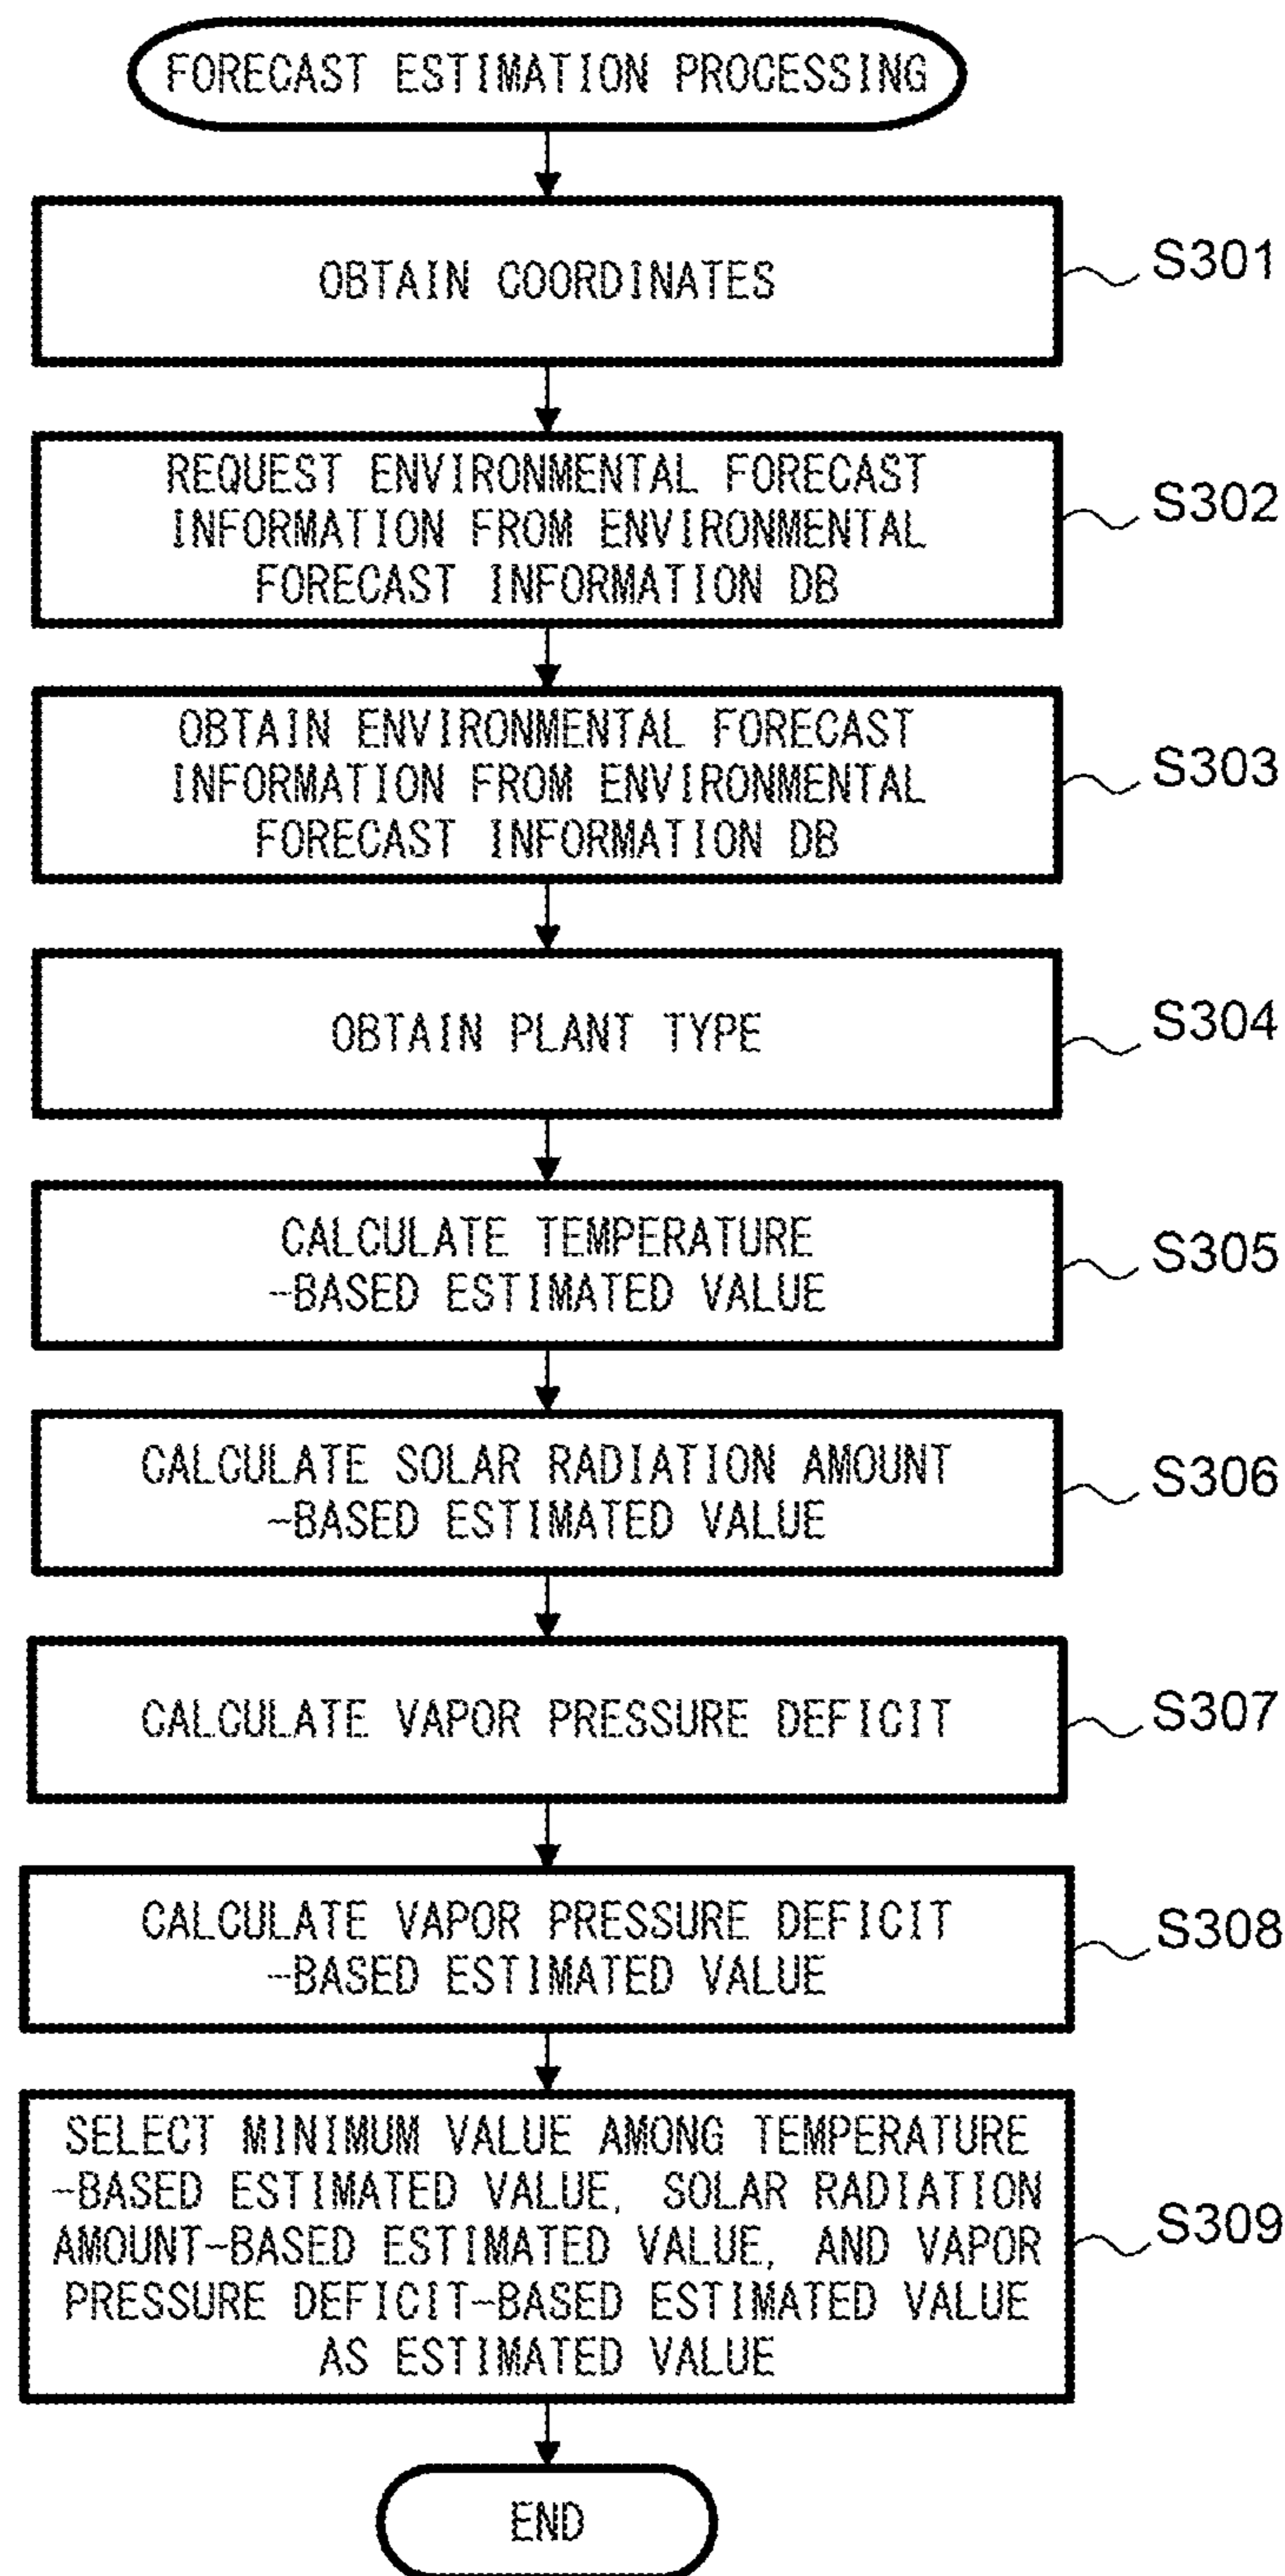 FORECAST ESTIMATION PROCESSING
OBTAIN COORDINATES
S301
REQUEST ENVIRONMENTAL FORECAST
INFORMATION FROM ENVIRONMENTAL
FORECAST INFORMATION DB
S302
OBTAIN ENVIRONMENTAL FORECAST
INFORMATION FROM ENVIRONMENTAL
FORECAST INFORMATION DB
S303
OBTAIN PLANT TYPE
S304
CALCULATE TEMPERATURE
-BASED ESTIMATED VALUE
S305
CALCULATE SOLAR RADIATION AMOUNT
-BASED ESTIMATED VALUE
S306
CALCULATE VAPOR PRESSURE DEFICIT
S307
CALCULATE VAPOR PRESSURE DEFICIT
-BASED ESTIMATED VALUE
S308
SELECT MINIMUM VALUE AMONG TEMPERATURE
-BASED ESTIMATED VALUE, SOLAR RADIATION
AMOUNT-BASED ESTIMATED VALUE, AND VAPOR
PRESSURE DEFICIT-BASED ESTIMATED VALUE
AS ESTIMATED VALUE
S309
END